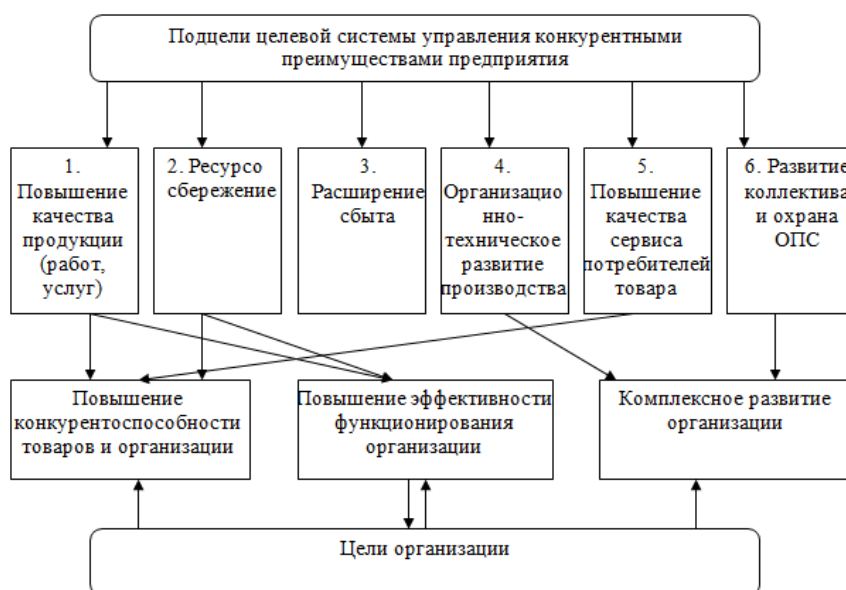 Подцели целевой системы управления конкурентными
преимуществами предприятия
1.
Повышение
качества
продукции
(работ,
услуг)
2. Ресурсо
сбережение
3.
Расширение
сбыта
4.
Организацио
нно-
техническое
развитие
производства
5.
Повышение
качества
сервиса
потребителей
товара
6. Развитие
коллектива
и охрана
ОПС
Повышение
конкурентоспособности
товаров и организации
Повышение эффективности
функционирования
организации
Комплексное развитие
организации
Цели организации